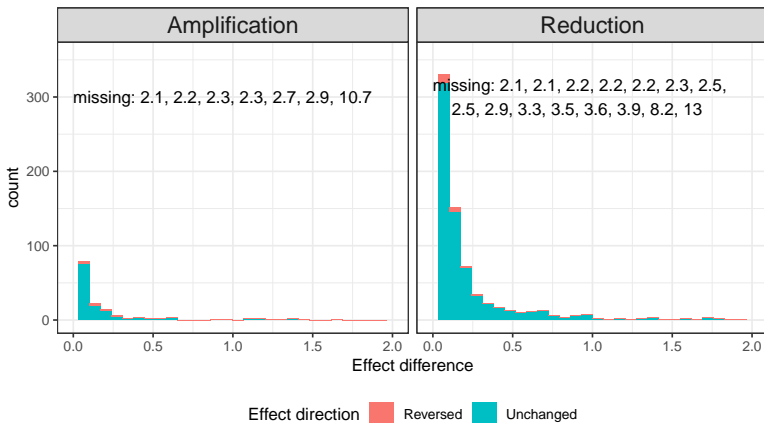 Amplification
Reduction
missing: 2.1, 2.2, 2.3, 2.3, 2.7, 2.9, 10.7
missing: 2.1, 2.1, 2.2, 2.2, 2.2, 2.3, 2.5,
2.5, 2.9, 3.3, 3.5, 3.6, 3.9, 8.2, 13
300
200
100
0
count
0.0 0.5 1.0 1.5 2.0
0.0 0.5 1.0 1.5 2.0
Effect difference
Effect direction Reversed Unchanged